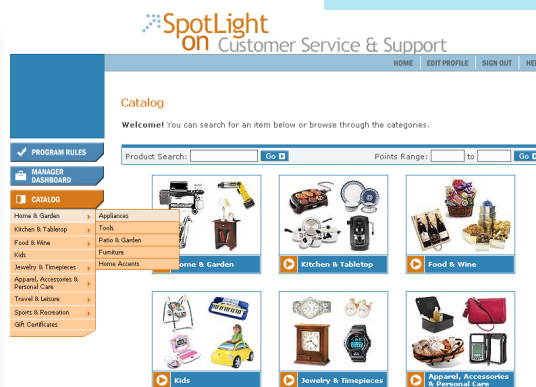 SpotLight
on Customer Service & Support
HOME EDIT PROFILE SIGN OUT
Catalog
Welcome! You can search for an item below or browse through the categories.
Product Search: Go Points Range: to Go
PROGRAM RULES
MANAGER
DASHBOARD
CATALOG
Home & Garden
Kitchen & Tabletop
Food & Wine
Kids
Jewelry & Timepieces
Apparel, Accessories &
Personal Care
Travel & Leisure
Sports & Recreation
Gift Certificates
Appliances
Tools
Patio & Garden
Furniture
Home Accents
ome & Garden
Kitchen & Tabletop
Food & Wine
Kids
Jewelry & Timepieces
Apparel, Accessories
& Personal Care